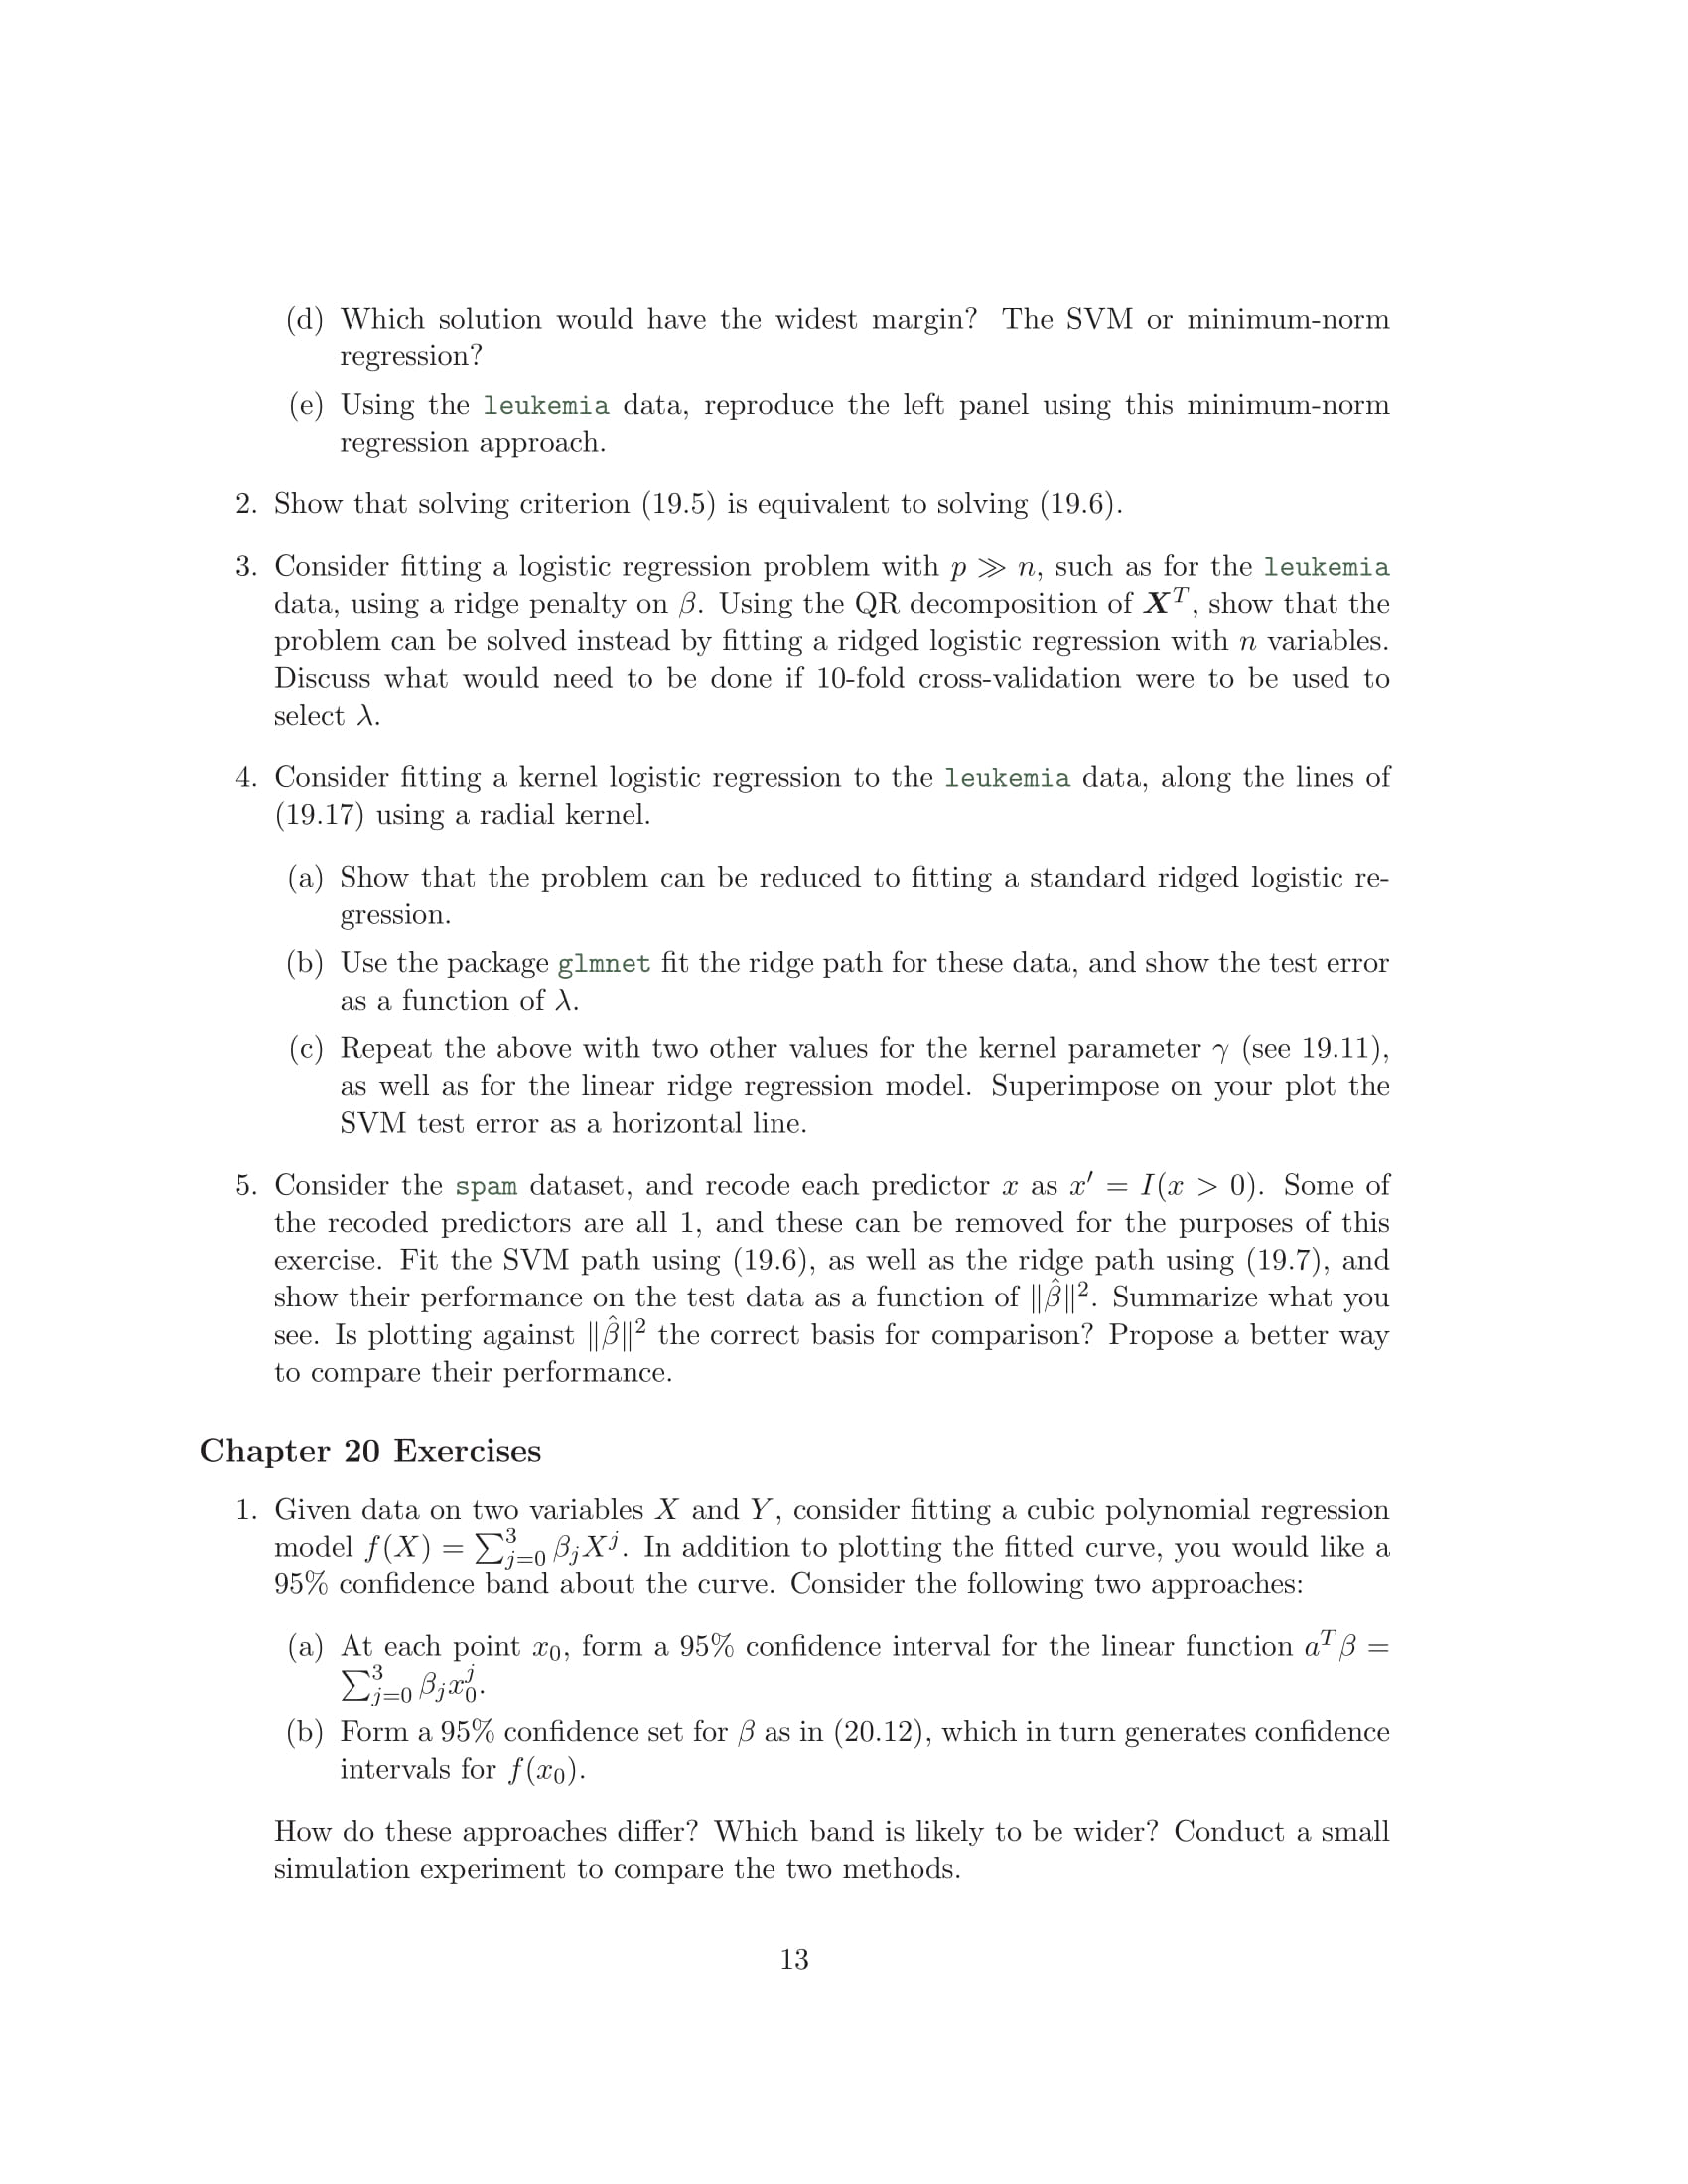 (d) Which solution would have the widest margin? The SVM or minimum-norm
regression?
(e) Using the leukemia data, reproduce the left panel using this minimum-norm
regression approach.
2. Show that solving criterion (19.5) is equivalent to solving (19.6).
3. Consider fitting a logistic regression problem with p ≫ n, such as for the leukemia
data, using a ridge penalty on β. Using the QR decomposition of X^T, show that the
problem can be solved instead by fitting a ridged logistic regression with n variables.
Discuss what would need to be done if 10-fold cross-validation were to be used to
select λ.
4. Consider fitting a kernel logistic regression to the leukemia data, along the lines of
(19.17) using a radial kernel.
(a) Show that the problem can be reduced to fitting a standard ridged logistic re-
gression.
(b) Use the package glmnet fit the ridge path for these data, and show the test error
as a function of λ.
(c) Repeat the above with two other values for the kernel parameter γ (see 19.11),
as well as for the linear ridge regression model. Superimpose on your plot the
SVM test error as a horizontal line.
5. Consider the spam dataset, and recode each predictor x as x′ = I(x > 0). Some of
the recoded predictors are all 1, and these can be removed for the purposes of this
exercise. Fit the SVM path using (19.6), as well as the ridge path using (19.7), and
show their performance on the test data as a function of ‖β̂‖². Summarize what you
see. Is plotting against ‖β̂‖² the correct basis for comparison? Propose a better way
to compare their performance.
Chapter 20 Exercises
1. Given data on two variables X and Y, consider fitting a cubic polynomial regression
model f(X) = ∑_{j=0}^3 β_j X^j. In addition to plotting the fitted curve, you would like a
95% confidence band about the curve. Consider the following two approaches:
(a) At each point x_0, form a 95% confidence interval for the linear function a^T β =
∑_{j=0}^3 β_j x_0^j.
(b) Form a 95% confidence set for β as in (20.12), which in turn generates confidence
intervals for f(x_0).
How do these approaches differ? Which band is likely to be wider? Conduct a small
simulation experiment to compare the two methods.
13